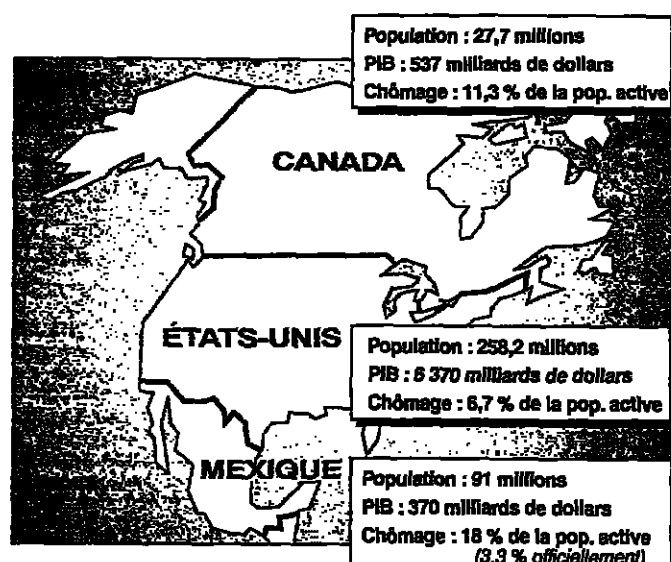 Population : 27,7 millions
PIB : 537 milliards de dollars
Chômage : 11,3 % de la pop. active
CANADA
ÉTATS-UNIS
Population : 258,2 millions
PIB : 6 370 milliards de dollars
Chômage : 6,7 % de la pop. active
MEXIQUE
Population : 91 millions
PIB : 370 milliards de dollars
Chômage : 18 % de la pop. active
(3,3 % officiellement)